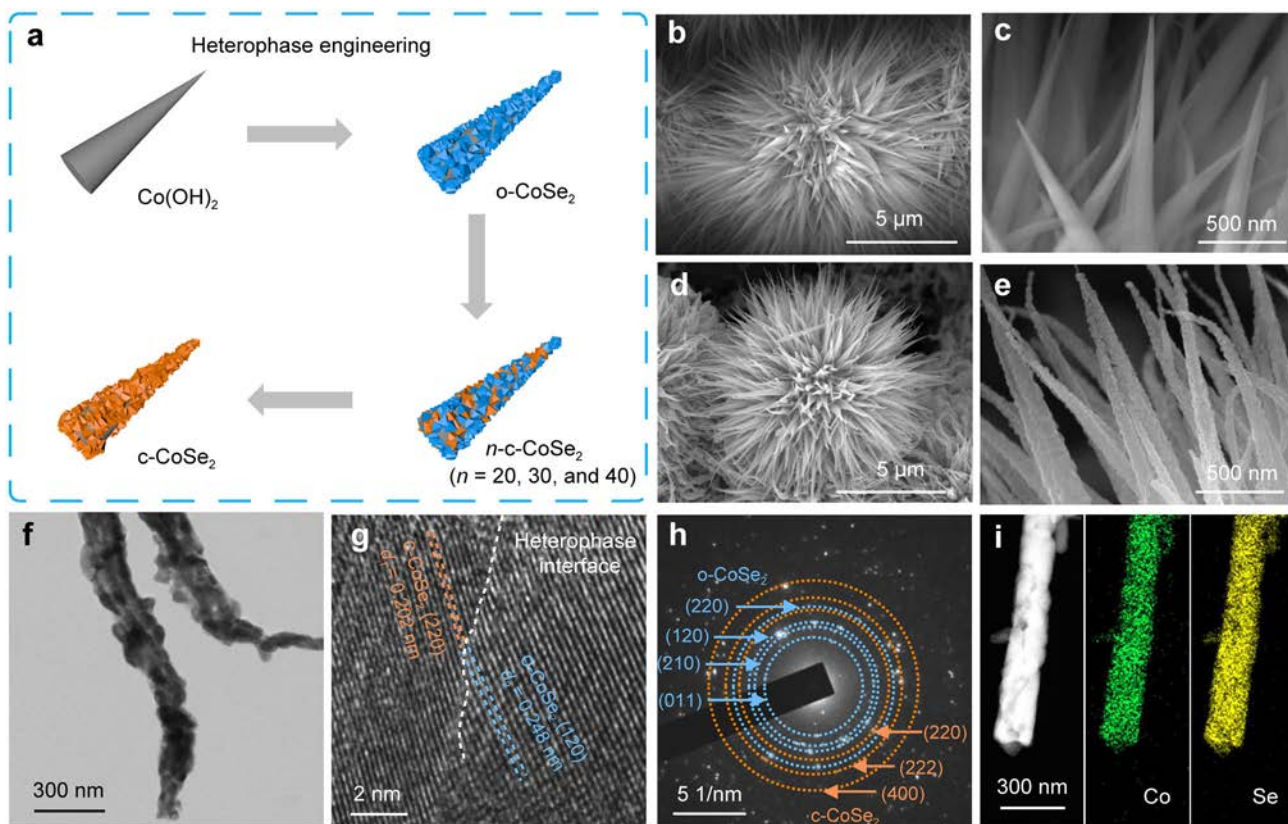 a
Heterophase engineering
Co(OH)₂
o-CoSe₂
c-CoSe₂
n-c-CoSe₂
(n = 20, 30, and 40)
b
5 µm
c
500 nm
d
5 µm
e
500 nm
f
300 nm
g
Heterophase
interface
c-CoSe₂ (220)
d₁ = 0.202 nm
o-CoSe₂ (120)
d₂ = 0.248 nm
2 nm
h
o-CoSe₂
(220)
(120)
(210)
(011)
(220)
(222)
(400)
5 1/nm
c-CoSe₂
i
300 nm
Co
Se